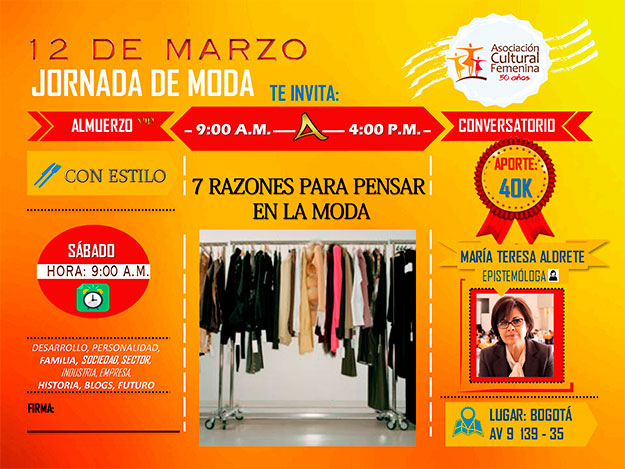 12 DE MARZO
JORNADA DE MODA
TE INVITA:
Asociación
Cultural
Femenina
50 años
ALMUERZO VIP
9:00 A.M. A 4:00 P.M.
CONVERSATORIO
CON ESTILO
7 RAZONES PARA PENSAR
EN LA MODA
APORTE:
40K
SÁBADO
HORA: 9:00 A.M.
MARÍA TERESA ALDRETE
EPISTEMÓLOGA
DESARROLLO, PERSONALIDAD,
FAMILIA, SOCIEDAD, SECTOR,
INDUSTRIA, EMPRESA,
HISTORIA, BLOGS, FUTURO
FIRMA:
LUGAR: BOGOTÁ
AV 9 139 - 35